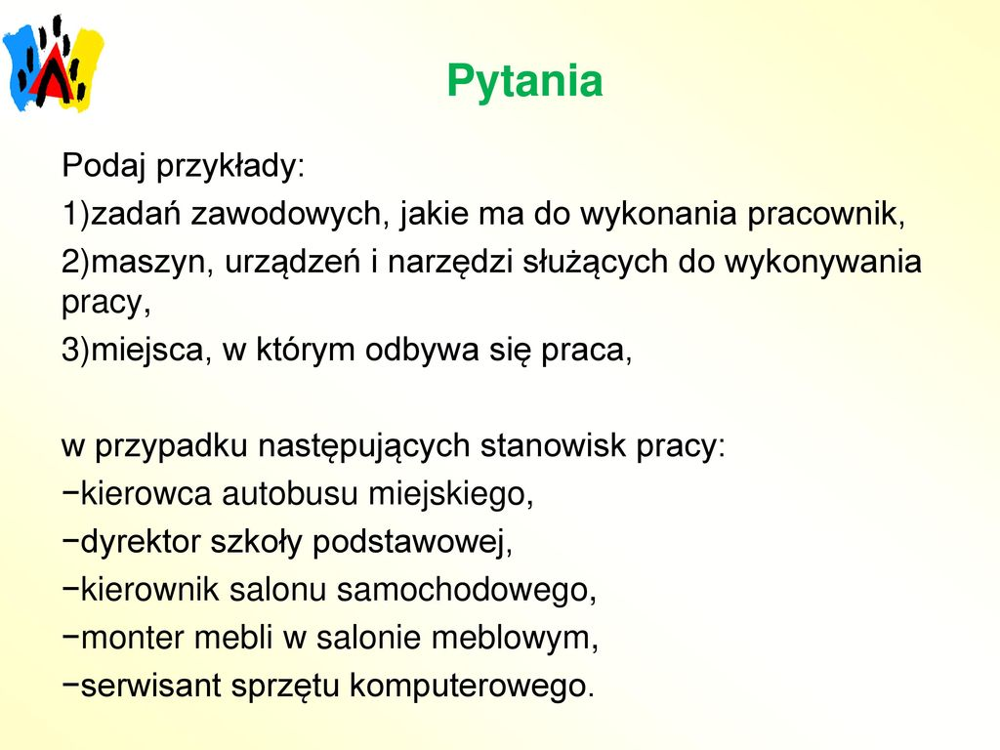 Pytania
Podaj przykłady:
1)zadań zawodowych, jakie ma do wykonania pracownik,
2)maszyn, urządzeń i narzędzi służących do wykonywania
pracy,
3)miejsca, w którym odbywa się praca,
w przypadku następujących stanowisk pracy:
−kierowca autobusu miejskiego,
−dyrektor szkoły podstawowej,
−kierownik salonu samochodowego,
−monter mebli w salonie meblowym,
−serwisant sprzętu komputerowego.